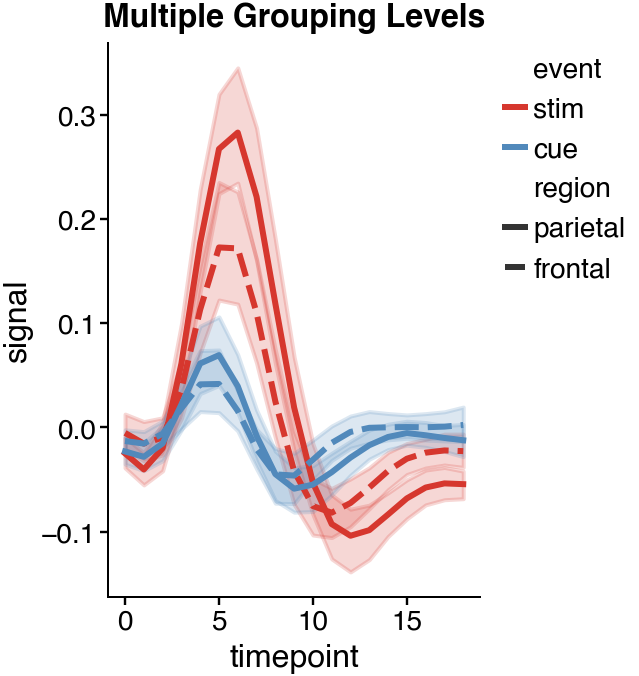 Multiple Grouping Levels
event
stim
cue
region
parietal
frontal
signal
0.3
0.2
0.1
0.0
−0.1
0 5 10 15
timepoint